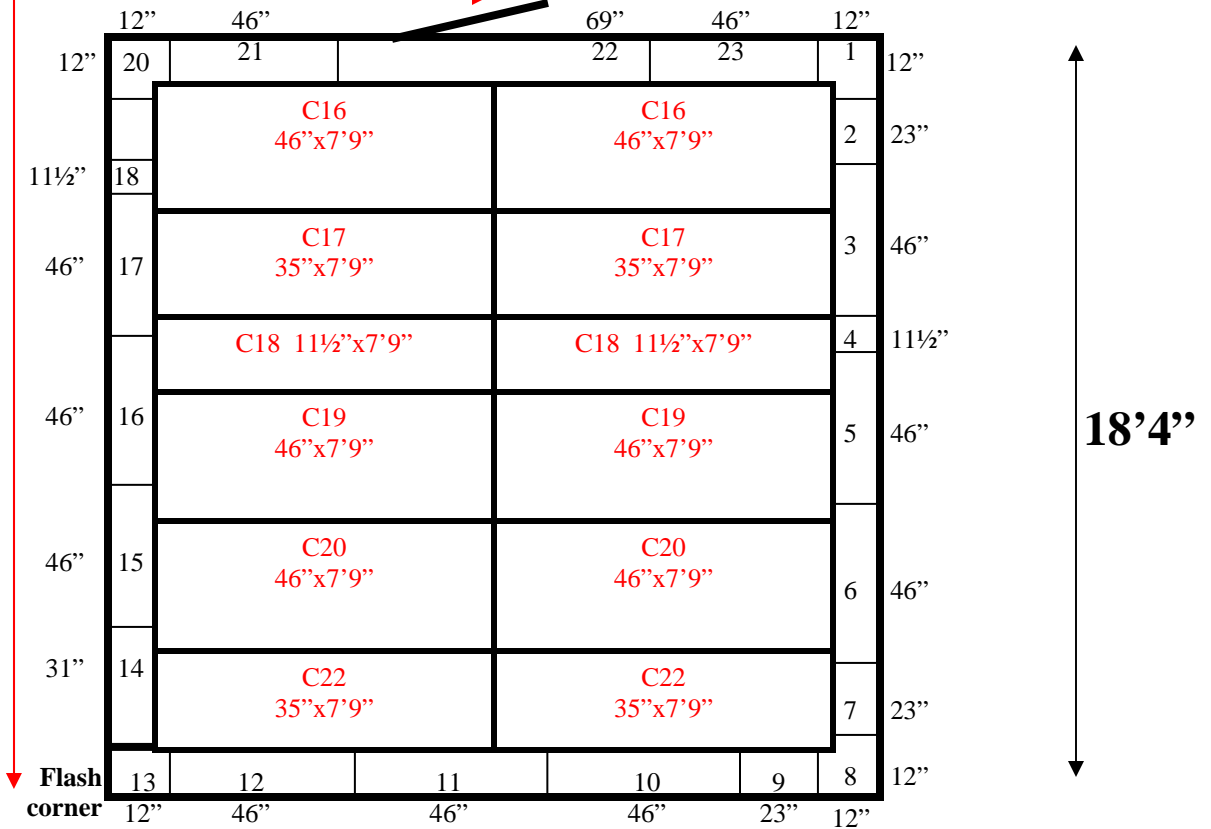 12” 46” 69” 46” 12”
12” 20 21 22 23 1 12”
C16 C16
46”x7’9” 46”x7’9” 2 23”
11½” 18
C17 C17
35”x7’9” 35”x7’9” 3 46”
46” 17
C18 11½”x7’9” C18 11½”x7’9” 4 11½”
46” 16 C19 C19 5 46” 18’4”
46”x7’9” 46”x7’9”
46” 15 C20 C20
46”x7’9” 46”x7’9” 6 46”
31” 14 C22 C22
35”x7’9” 35”x7’9” 7 23”
Flash 13 12 11 10 9 8 12”
corner 12” 46” 46” 46” 23” 12”